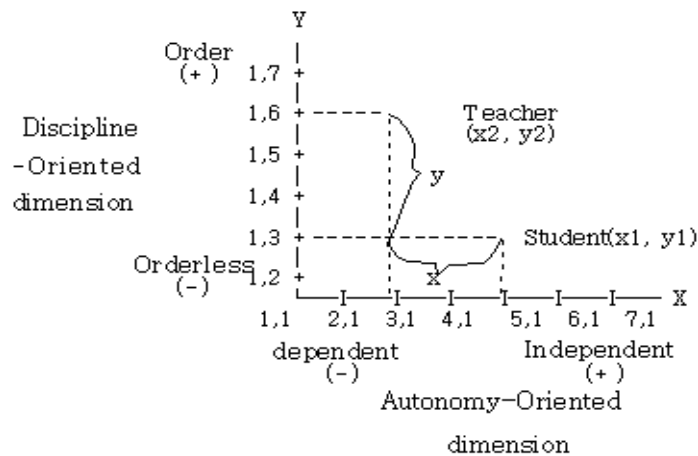 Y
Order
(+)
1,7
1,6
Teacher
(x2, y2)
Discipline
-Oriented
dimension
1,5
y
1,4
1,3
Student(x1, y1)
Orderless
(-)
1,2
x
X
1,1
2,1
3,1
4,1
5,1
6,1
7,1
dependent
(-)
Independent
(+)
Autonomy-Oriented
dimension